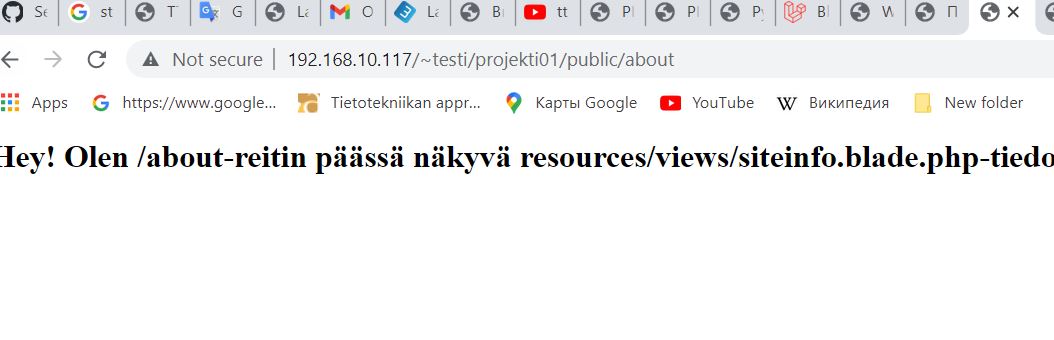 Se st T G La O La B tt Pl Pl Py Bl W П
Not secure 192.168.10.117/~testi/projekti01/public/about
Apps https://www.google... Tietotekniikan appr... Карты Google YouTube Википедия New folder
Hey! Olen /about-reitin päässä näkyvä resources/views/siteinfo.blade.php-tiedo